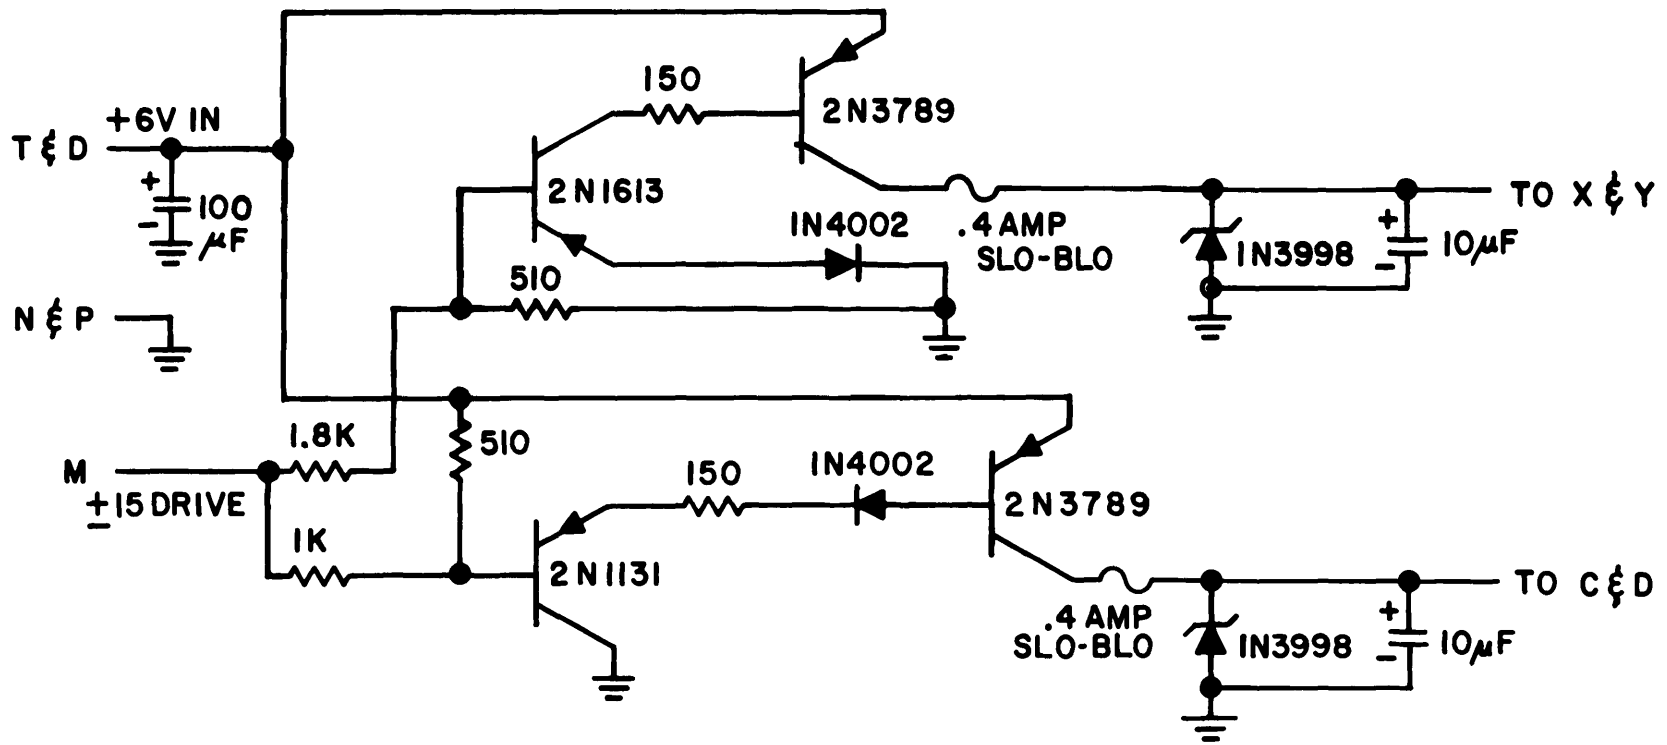 150
2N3789
+6V IN
T & D
+
100
µF
-
2N1613
1N4002
.4 AMP
SLO-BLO
TO X & Y
+
1N3998
10µF
-
510
N & P
1.8K
510
M
±15 DRIVE
150
1N4002
2N3789
1K
2N1131
TO C & D
.4 AMP
SLO-BLO
+
1N3998
10µF
-